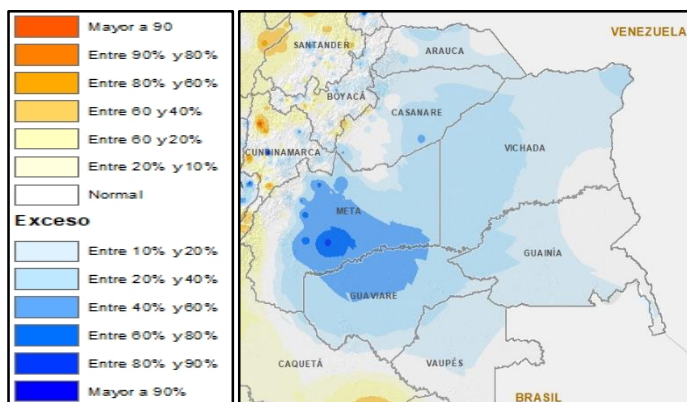 Mayor a 90
Entre 90% y80%
Entre 80% y60%
Entre 60 y40%
Entre 60 y20%
Entre 20% y10%
Normal
Exceso
Entre 10% y20%
Entre 20% y40%
Entre 40% y60%
Entre 60% y80%
Entre 80% y90%
Mayor a 90%
VENEZUELA
SANTANDER
ARAUCA
BOYACÁ
CASANARE
CUNDINAMARCA
VICHADA
META
GUAINÍA
GUAVIARE
CAQUETÁ
VAUPÉS
BRASIL